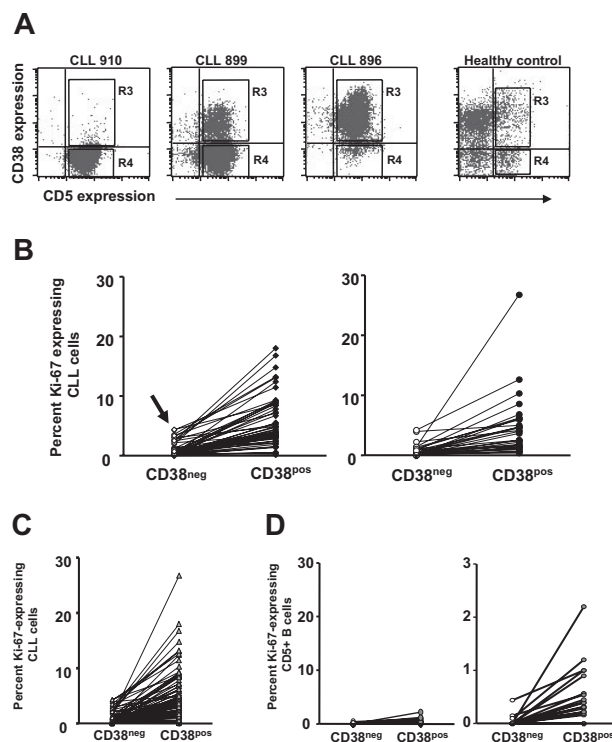 A
CLL 910
CLL 899
CLL 896
Healthy control
CD38 expression
R3
R4
R3
R4
R3
R4
R3
R4
CD5 expression
B
Percent Ki-67 expressing
CLL cells
30
20
10
0
CD38neg
CD38pos
30
20
10
0
CD38neg
CD38pos
C
Percent Ki-67-expressing
CLL cells
30
20
10
0
CD38neg
CD38pos
D
Percent Ki-67-expressing
CD5+ B cells
30
20
10
0
CD38neg
CD38pos
3
2
1
0
CD38neg
CD38pos